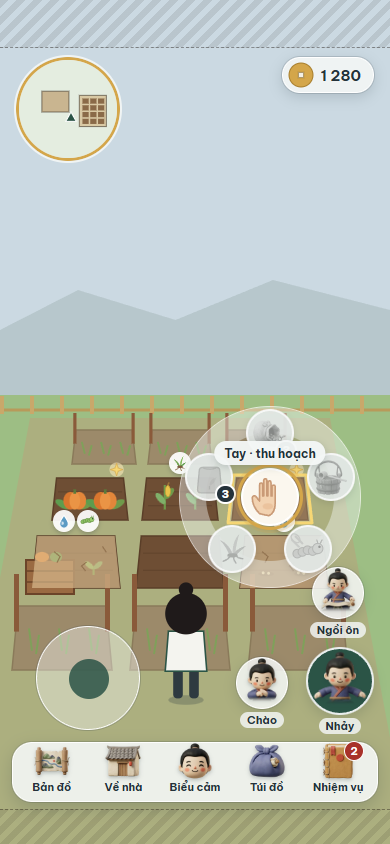 1 280
Tay · thu hoạch
3
Ngồi ôn
Chào
Nhảy
2
Bản đồ
Về nhà
Biểu cảm
Túi đồ
Nhiệm vụ